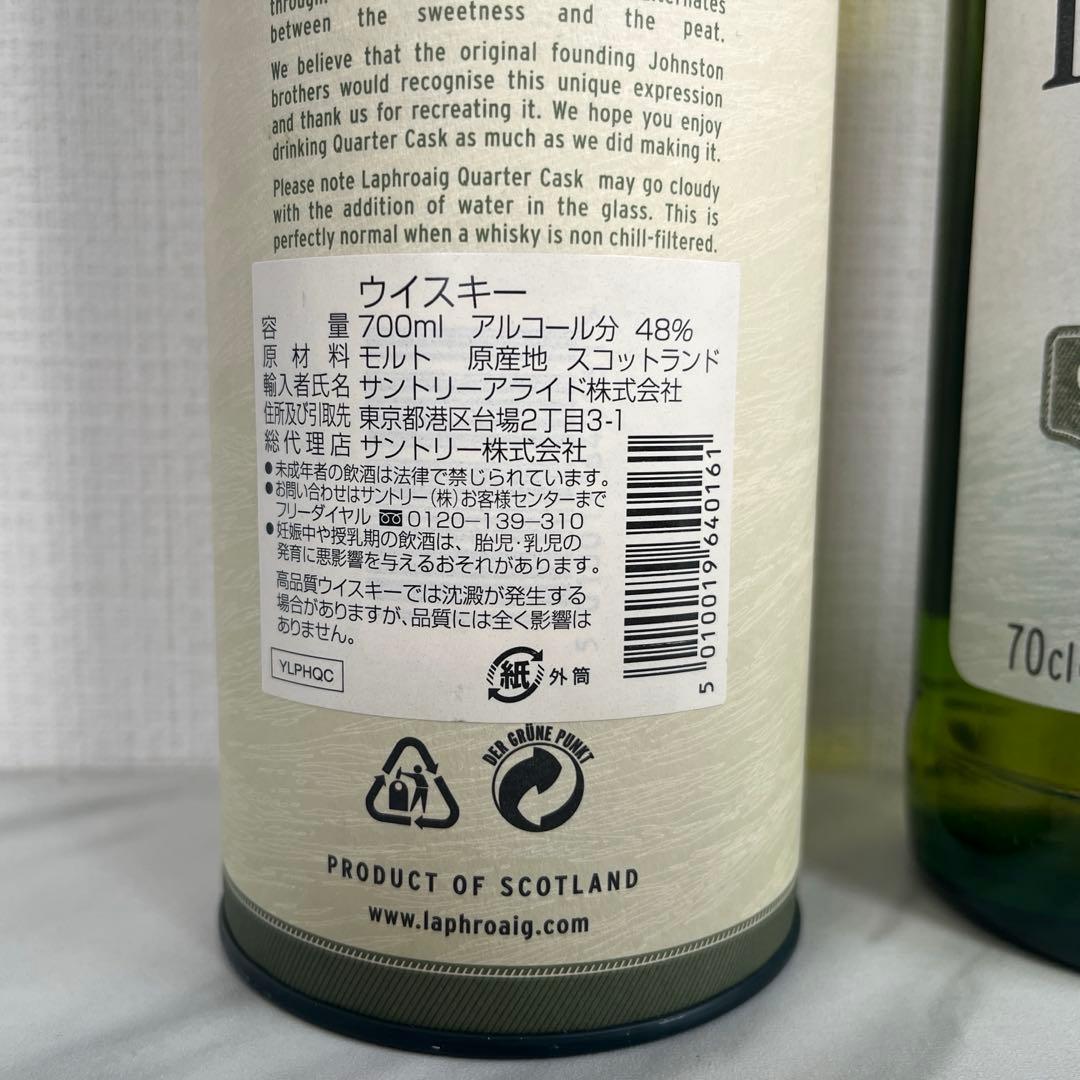 between the sweetness and the peat.
We believe that the original founding Johnston
brothers would recognise this unique expression
and thank us for recreating it. We hope you enjoy
drinking Quarter Cask as much as we did making it.
Please note Laphroaig Quarter Cask may go cloudy
with the addition of water in the glass. This is
perfectly normal when a whisky is non chill-filtered.
ウイスキー
容量 700ml アルコール分 48%
原材料 モルト 原産地 スコットランド
輸入者氏名 サントリーアライド株式会社
住所及び引取先 東京都港区台場2丁目3-1
総代理店 サントリー株式会社
●未成年者の飲酒は法律で禁じられています。
●お問い合わせはサントリー(株)お客様センターまで
フリーダイヤル 0120-139-310
●妊娠中や授乳期の飲酒は、胎児・乳児の
発育に悪影響を与えるおそれがあります。
高品質ウイスキーでは沈澱が発生する
場合がありますが、品質には全く影響は
ありません。
YLPHQC
紙 外筒
5 010019 640161
DER GRÜNE PUNKT
PRODUCT OF SCOTLAND
www.laphroaig.com
70cl